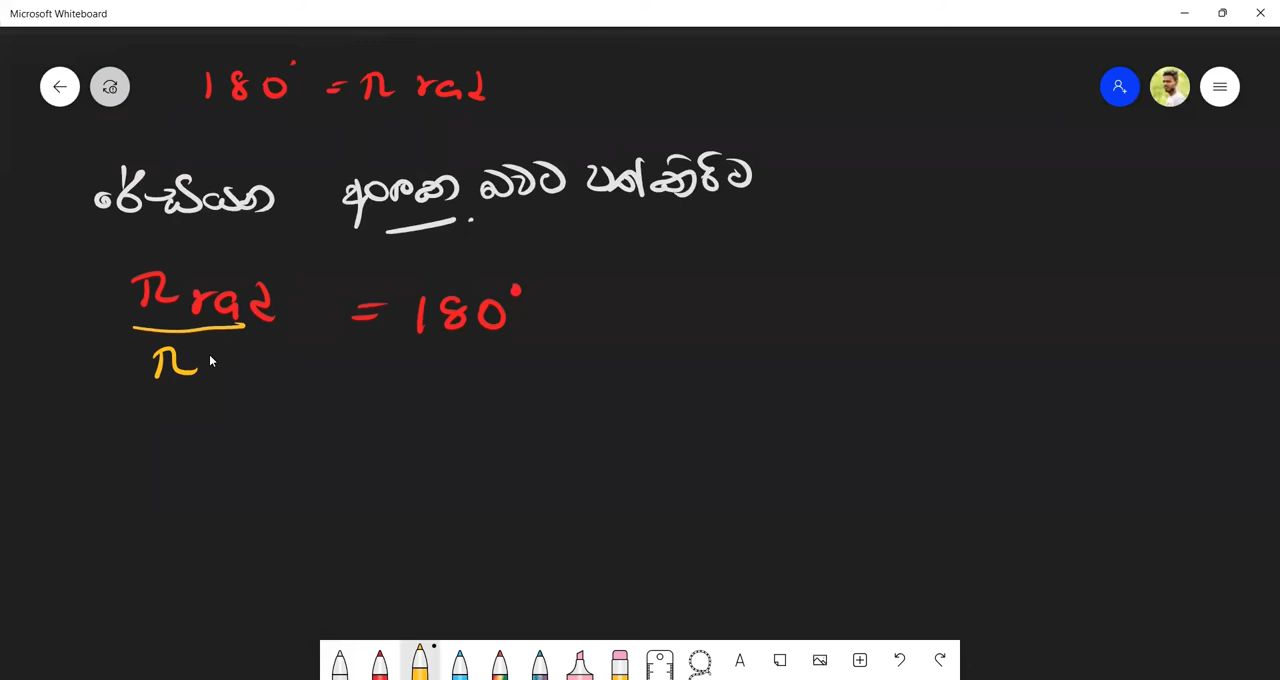 Microsoft Whiteboard
180° = π rad
රේඩියන අංශක බවට පත්කිරීම
π rad = 180°
π
A